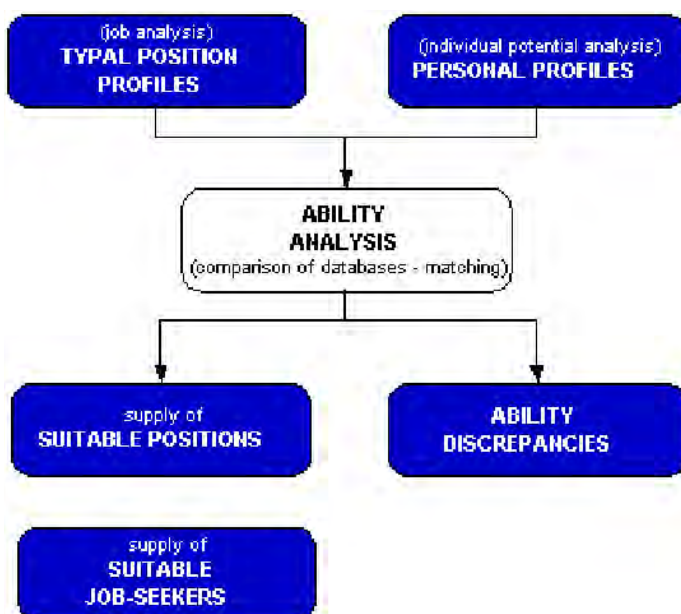 (job analysis)
TYPAL POSITION
PROFILES
(individual potential analysis)
PERSONAL PROFILES
ABILITY
ANALYSIS
(comparison of databases - matching)
supply of
SUITABLE POSITIONS
ABILITY
DISCREPANCIES
supply of
SUITABLE
JOB-SEEKERS